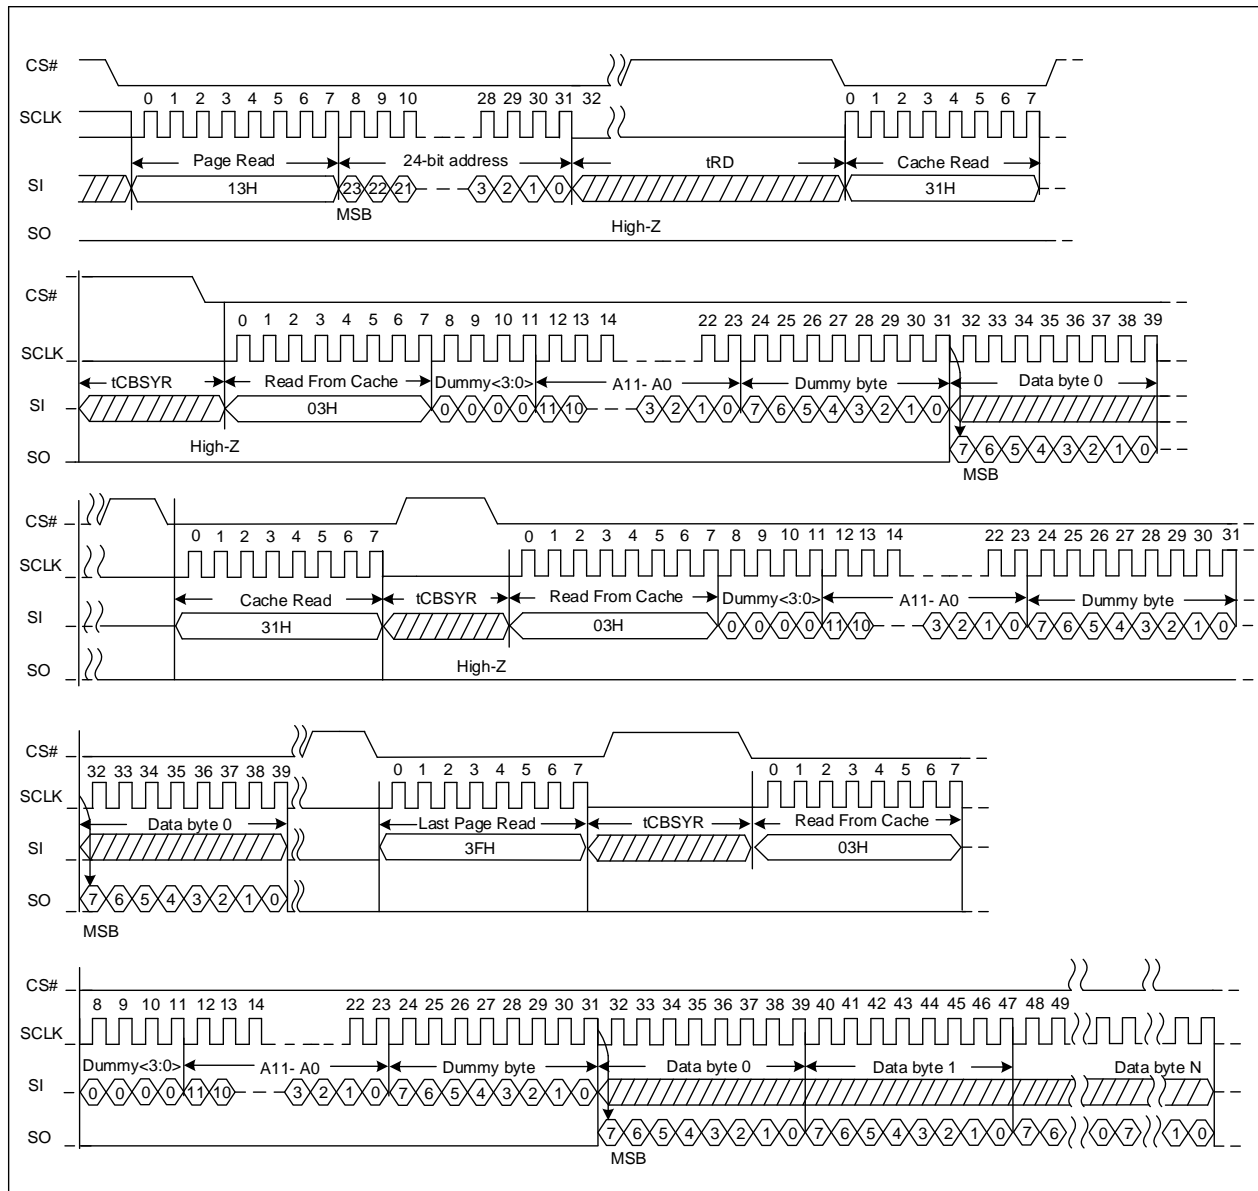 CS#
0 1 2 3 4 5 6 7 8 9 10 28 29 30 31 32 0 1 2 3 4 5 6 7
SCLK
Page Read 24-bit address tRD Cache Read
SI 13H 23 22 21 3 2 1 0 31H
MSB High-Z
SO
CS#
0 1 2 3 4 5 6 7 8 9 10 11 12 13 14 22 23 24 25 26 27 28 29 30 31 32 33 34 35 36 37 38 39
SCLK
tCBSYR Read From Cache Dummy<3:0> A11- A0 Dummy byte Data byte 0
SI 03H 0 0 0 0 11 10 3 2 1 0 7 6 5 4 3 2 1 0
High-Z
SO 7 6 5 4 3 2 1 0
MSB
CS#
0 1 2 3 4 5 6 7 0 1 2 3 4 5 6 7 8 9 10 11 12 13 14 22 23 24 25 26 27 28 29 30 31
SCLK
Cache Read tCBSYR Read From Cache Dummy<3:0> A11- A0 Dummy byte
SI 31H 03H 0 0 0 0 11 10 3 2 1 0 7 6 5 4 3 2 1 0
SO High-Z
CS#
32 33 34 35 36 37 38 39 0 1 2 3 4 5 6 7 0 1 2 3 4 5 6 7
SCLK
Data byte 0 Last Page Read tCBSYR Read From Cache
SI 3FH 03H
SO 7 6 5 4 3 2 1 0
MSB
CS#
8 9 10 11 12 13 14 22 23 24 25 26 27 28 29 30 31 32 33 34 35 36 37 38 39 40 41 42 43 44 45 46 47 48 49
SCLK
Dummy<3:0> A11- A0 Dummy byte Data byte 0 Data byte 1 Data byte N
SI 0 0 0 0 11 10 3 2 1 0 7 6 5 4 3 2 1 0
SO 7 6 5 4 3 2 1 0 7 6 5 4 3 2 1 0 7 6 0 7 1 0
MSB